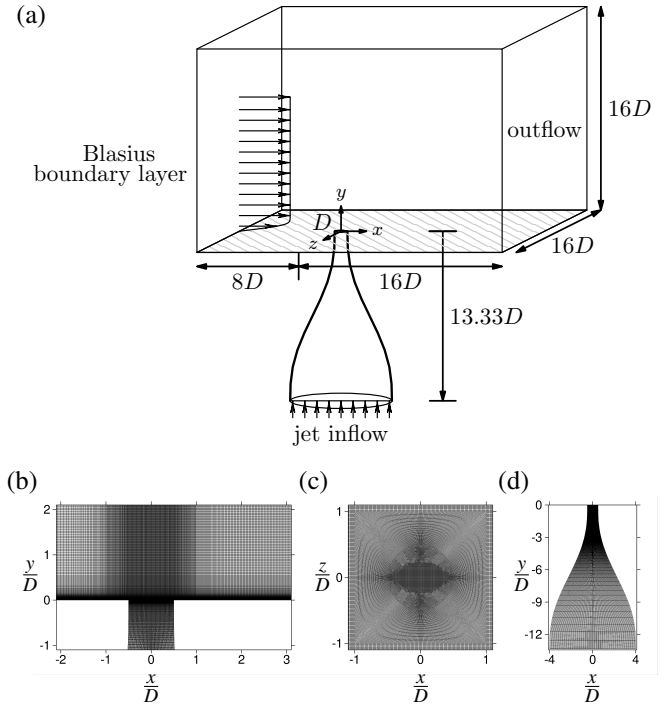 (a)
16D
Blasius
boundary layer
outflow
y
D
x
z
16D
8D
16D
13.33D
jet inflow
(b)
(c)
(d)
2
1
0
-1
y/D
-2 -1 0 1 2 3
x/D
1
0
-1
z/D
-1 0 1
x/D
0
-3
-6
-9
-12
y/D
-4 0 4
x/D